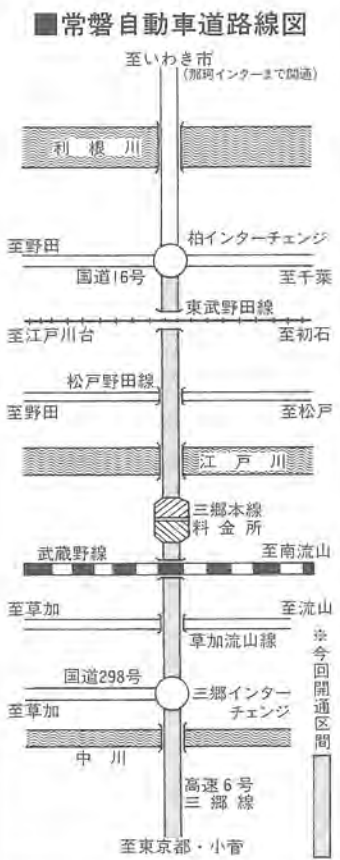 ■常磐自動車道路線図
至いわき市
(那珂インターまで開通)
利根川
至野田
柏インターチェンジ
国道16号
至千葉
東武野田線
至江戸川台
至初石
松戸野田線
至野田
至松戸
江戸川
三郷本線
料金所
武蔵野線
至南流山
至草加
至流山
草加流山線
国道298号
至草加
三郷インター
チェンジ
中川
高速6号
三郷線
至東京都・小菅
※今回開通区間